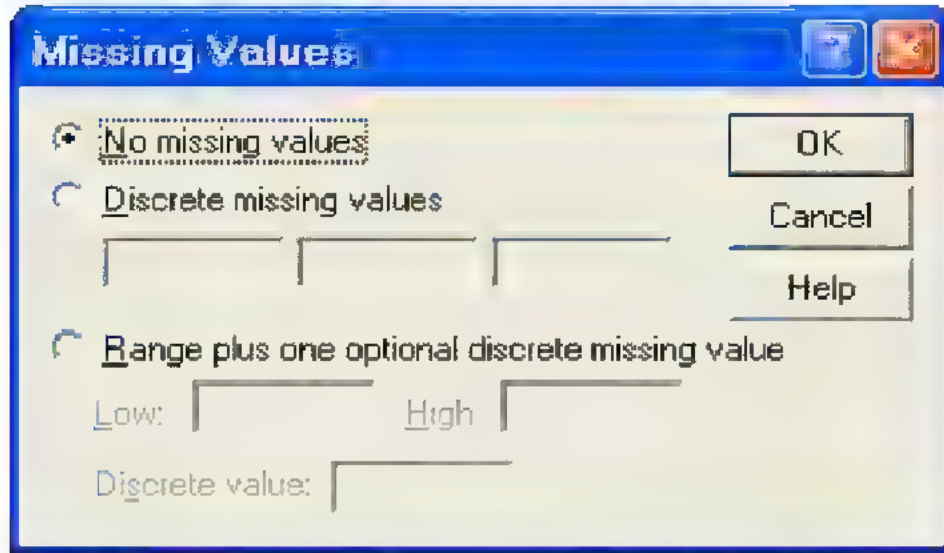 Missing Values
No missing values
OK
Discrete missing values
Cancel
Help
Range plus one optional discrete missing value
Low:
High
Discrete value: